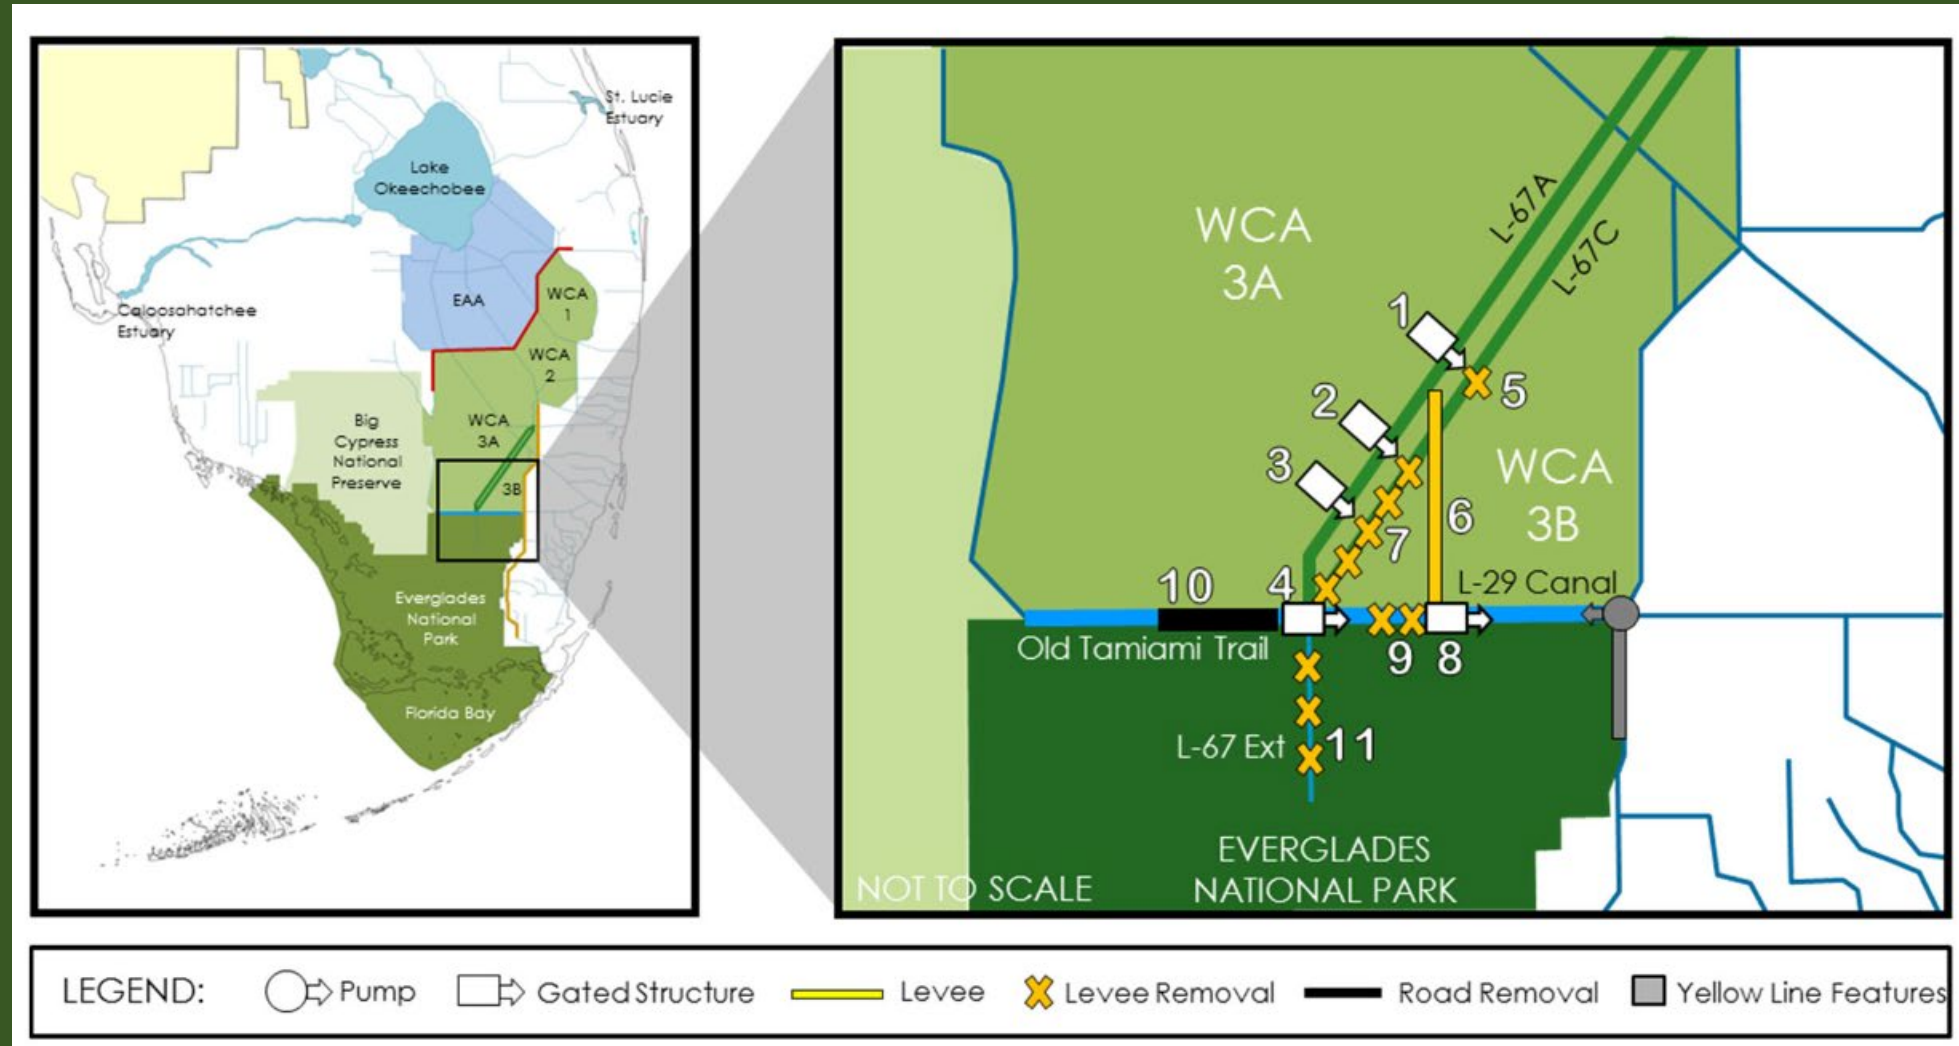 St. Lucie
Estuary
Lake
Okeechobee
EAA
WCA
1
WCA
2
Caloosahatchee
Estuary
WCA
3A
Big
Cypress
National
Preserve
3B
Everglades
National
Park
Florida Bay
WCA
3A
L-67A
L-67C
1
2
3
5
WCA
3B
6
7
L-29 Canal
10
4
Old Tamiami Trail
9
8
L-67 Ext
11
EVERGLADES
NATIONAL PARK
NOT TO SCALE
LEGEND: Pump Gated Structure Levee Levee Removal Road Removal Yellow Line Features